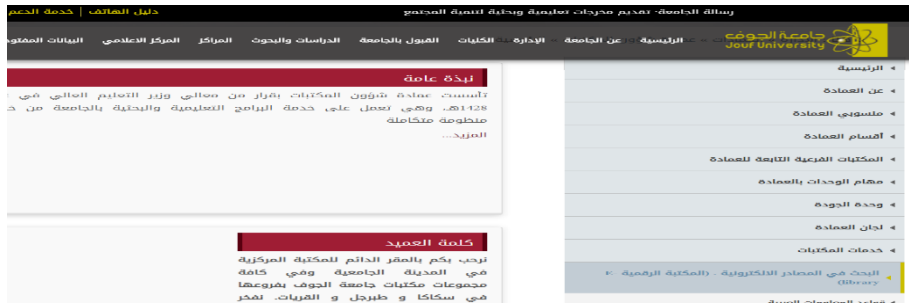 رسالة الجامعة: تقديم مخرجات تعليمية وبحثية لتنمية المجتمع
دليل الهاتف | خدمة الدعم
جامعة الجوف
Jouf University
الرئيسية عن الجامعة الإدارة الكليات القبول بالجامعة الدراسات والبحوث المراكز المركز الاعلامي البيانات
الرئيسية
عن العمادة
منسوبي العمادة
أقسام العمادة
المكتبات الفرعية التابعة للعمادة
مهام الوحدات بالعمادة
وحدة الجودة
لجان العمادة
خدمات المكتبات
البحث في المصادر الالكترونية . (المكتبة الرقمية
library)
نبذة عامة
تأسست عمادة شؤون المكتبات بقرار من معالي وزير التعليم العالي في
1428هـ، وهي تعمل على خدمة البرامج التعليمية والبحثية بالجامعة من
منظومة متكاملة
المزيد...
كلمة العميد
نرحب بكم بالمقر الدائم للمكتبة المركزية
في المدينة الجامعية وفي كافة
مجموعات مكتبات جامعة الجوف بفروعها
في سكاكا و طبرجل و القريات. نفخر